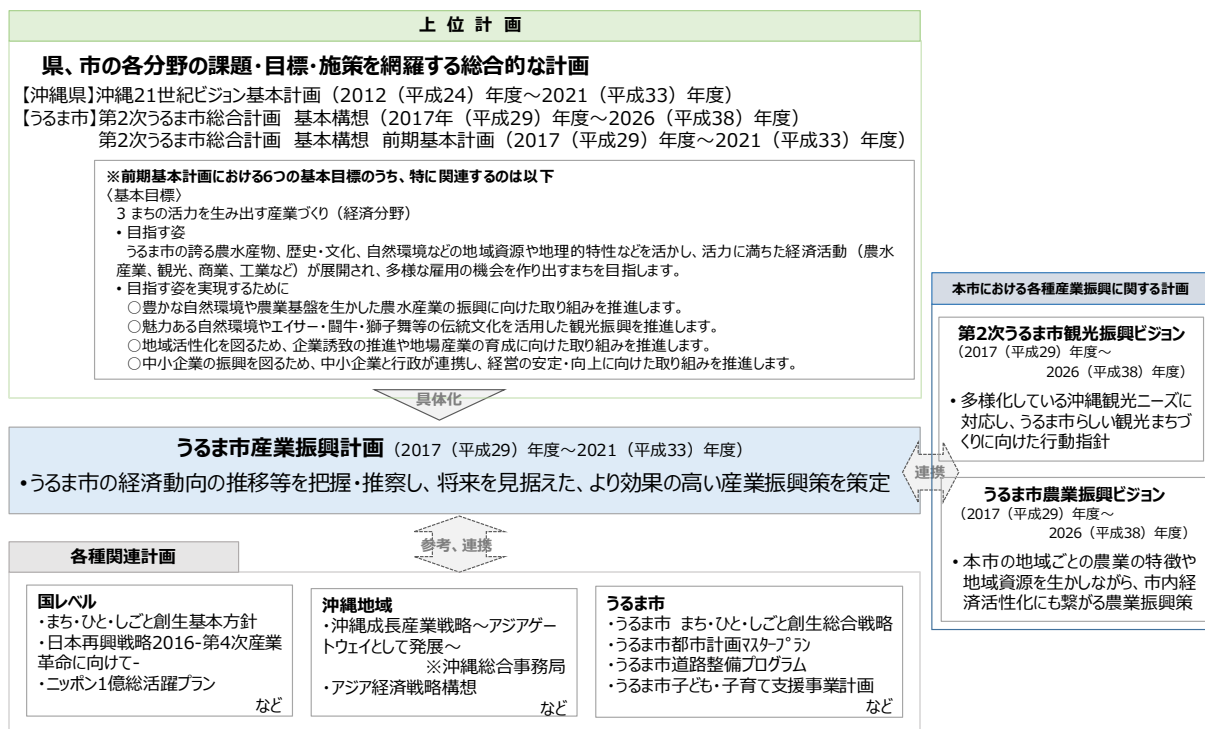 上 位 計 画
県、市の各分野の課題・目標・施策を網羅する総合的な計画
【沖縄県】沖縄21世紀ビジョン基本計画（2012（平成24）年度～2021（平成33）年度）
【うるま市】第2次うるま市総合計画 基本構想（2017年（平成29）年度～2026（平成38）年度）
第2次うるま市総合計画 基本構想 前期基本計画（2017（平成29）年度～2021（平成33）年度）
※前期基本計画における6つの基本目標のうち、特に関連するのは以下
〈基本目標〉
3 まちの活力を生み出す産業づくり（経済分野）
• 目指す姿
うるま市の誇る農水産物、歴史・文化、自然環境などの地域資源や地理的特性などを活かし、活力に満ちた経済活動（農水
産業、観光、商業、工業など）が展開され、多様な雇用の機会を作り出すまちを目指します。
• 目指す姿を実現するために
○豊かな自然環境や農業基盤を生かした農水産業の振興に向けた取り組みを推進します。
○魅力ある自然環境やエイサー・闘牛・獅子舞等の伝統文化を活用した観光振興を推進します。
○地域活性化を図るため、企業誘致の推進や地場産業の育成に向けた取り組みを推進します。
○中小企業の振興を図るため、中小企業と行政が連携し、経営の安定・向上に向けた取り組みを推進します。
具体化
うるま市産業振興計画（2017（平成29）年度～2021（平成33）年度）
•うるま市の経済動向の推移等を把握・推察し、将来を見据えた、より効果の高い産業振興策を策定
連携
本市における各種産業振興に関する計画
第2次うるま市観光振興ビジョン
（2017（平成29）年度～
2026（平成38）年度）
• 多様化している沖縄観光ニーズに
対応し、うるま市らしい観光まちづ
くりに向けた行動指針
うるま市農業振興ビジョン
（2017（平成29）年度～
2026（平成38）年度）
• 本市の地域ごとの農業の特徴や
地域資源を生かしながら、市内経
済活性化にも繋がる農業振興策
参考、連携
各種関連計画
国レベル
・まち・ひと・しごと創生基本方針
・日本再興戦略2016-第4次産業
革命に向けて-
・ニッポン1億総活躍プラン
など
沖縄地域
・沖縄成長産業戦略～アジアゲー
トウェイとして発展～
※沖縄総合事務局
・アジア経済戦略構想
など
うるま市
・うるま市 まち・ひと・しごと創生総合戦略
・うるま市都市計画ﾏｽﾀｰﾌﾟﾗﾝ
・うるま市道路整備プログラム
・うるま市子ども・子育て支援事業計画
など